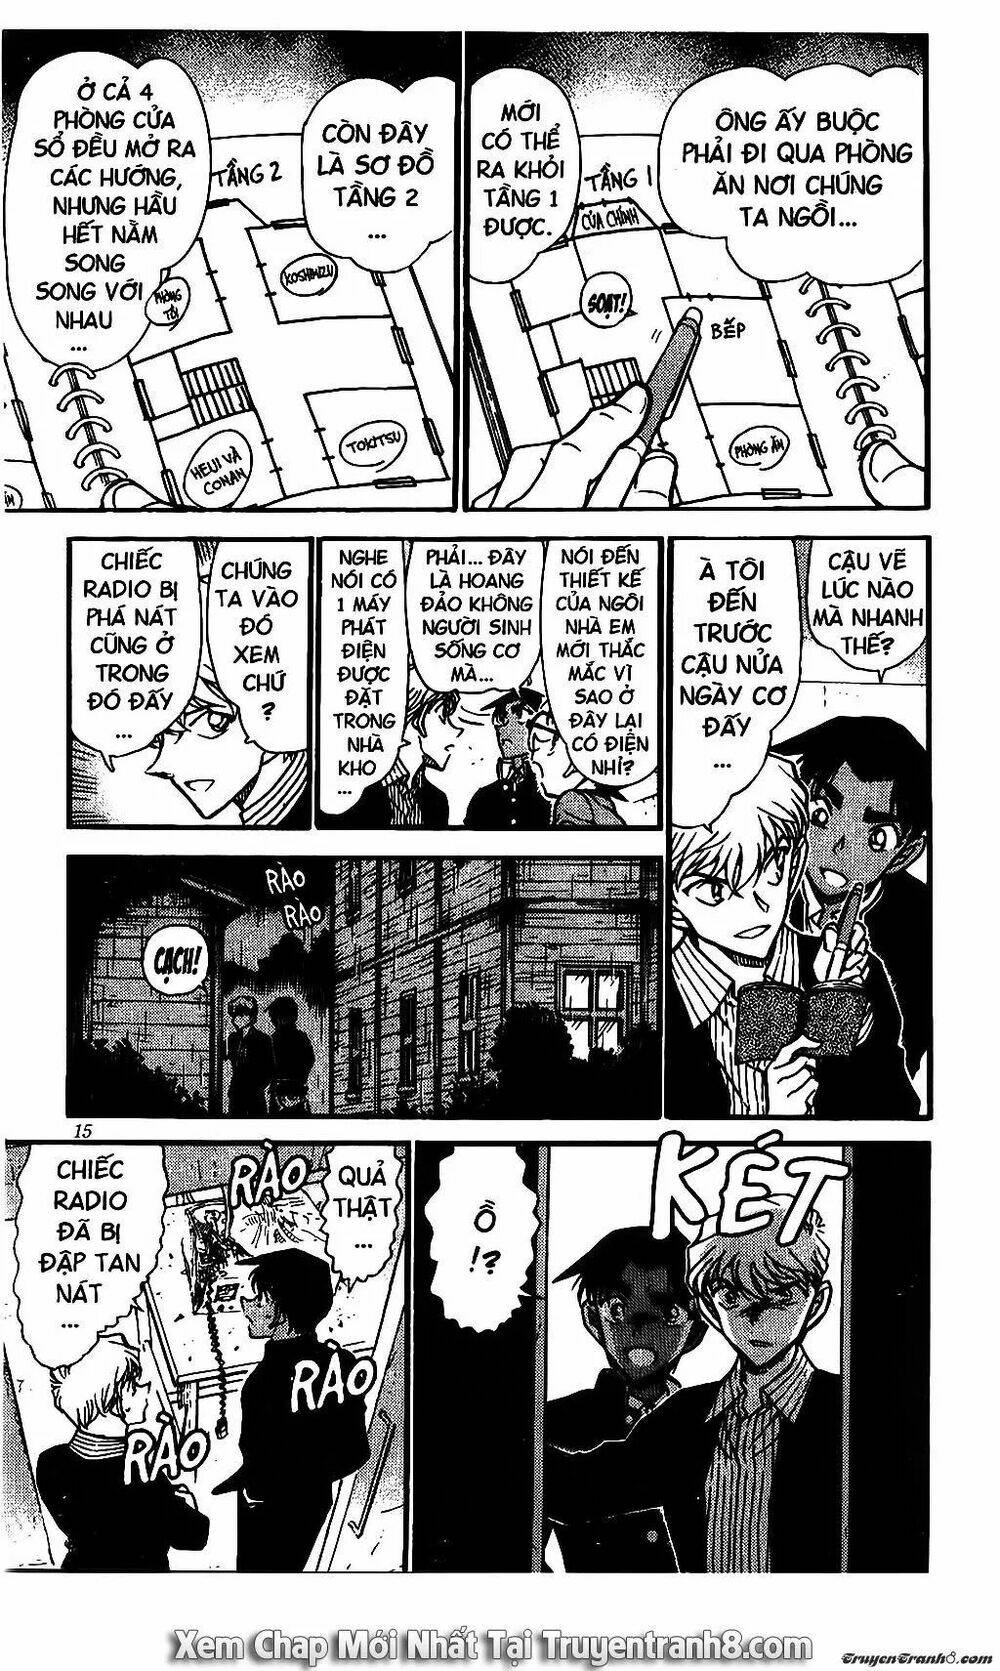 ÔNG ẤY BUỘC
PHẢI ĐI QUA PHÒNG
ĂN NƠI CHÚNG
TA NGỒI...
MỚI
CÓ THỂ
RA KHỎI
TẦNG 1
ĐƯỢC.
TẦNG 1
CỬA CHÍNH
SOẠT!
BẾP
PHÒNG ĂN
CÒN ĐÂY
LÀ SƠ ĐỒ
TẦNG 2
...
Ở CẢ 4
PHÒNG CỬA
SỔ ĐỀU MỞ RA
CÁC HƯỚNG,
NHƯNG HẦU
HẾT NẰM
SONG
SONG VỚI
NHAU
...
TẦNG 2
KOSHIMIZU
PHÒNG
TÔI
TOKITSU
HEIJI VÀ
CONAN
ĂN
CẬU VẼ
LÚC NÀO
MÀ NHANH
THẾ?
À TÔI
ĐẾN
TRƯỚC
CẬU NỬA
NGÀY CƠ
ĐẤY
...
NÓI ĐẾN
THIẾT KẾ
CỦA NGÔI
NHÀ EM
MỚI THẮC
MẮC VÌ
SAO Ở
ĐÂY LẠI
CÓ ĐIỆN
NHỈ?
PHẢI... ĐÂY
LÀ HOANG
ĐẢO KHÔNG
NGƯỜI SINH
SỐNG CƠ
MÀ...
NGHE
NÓI CÓ
1 MÁY
PHÁT
ĐIỆN
ĐƯỢC
ĐẶT
TRONG
NHÀ
KHO
...
CHÚNG
TA VÀO
ĐÓ
XEM
CHỨ
?
CHIẾC
RADIO BỊ
PHÁ NÁT
CŨNG Ở
TRONG
ĐÓ ĐẤY
...
RÀO
RÀO
CẠCH!
15
KÉT
Ồ
!?
QUẢ
THẬT
...
RÀO
CHIẾC
RADIO
ĐÃ BỊ
ĐẬP TAN
NÁT
...
RÀO
RÀO
Xem Chap Mới Nhất Tại Truyentranh8.com
TruyenTranh8.com